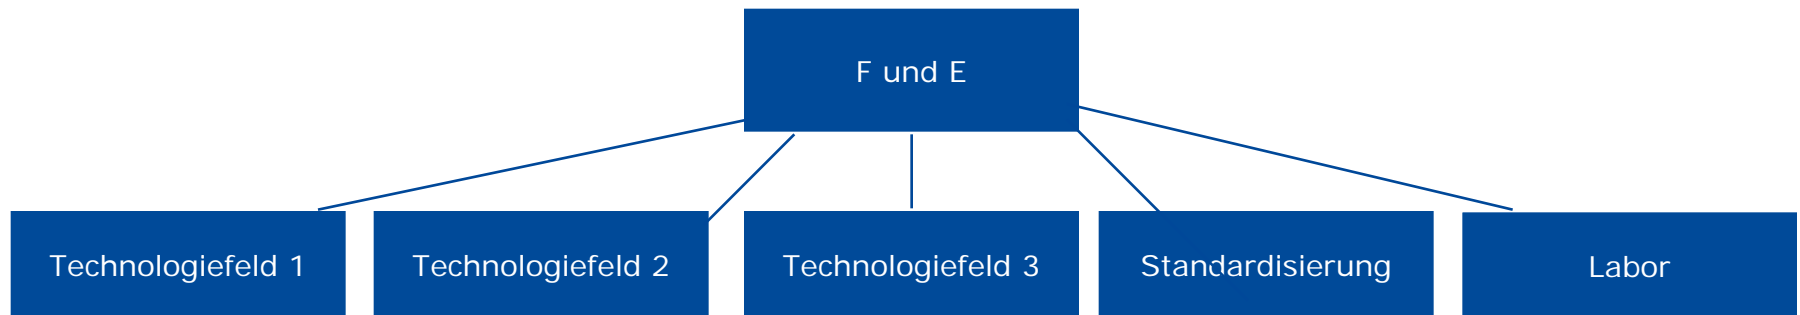 F und E
Technologiefeld 1
Technologiefeld 2
Technologiefeld 3
Standardisierung
Labor